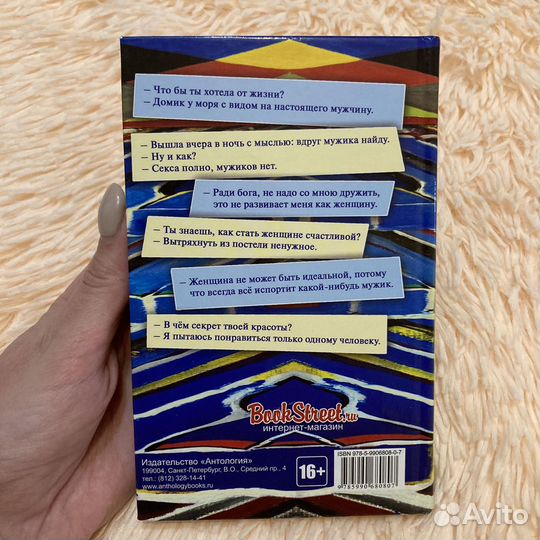 – Что бы ты хотела от жизни?
– Домик у моря с видом на настоящего мужчину.
– Вышла вчера в ночь с мыслью: вдруг мужика найду.
– Ну и как?
– Секса полно, мужиков нет.
– Ради бога, не надо со мною дружить,
это не развивает меня как женщину.
– Ты знаешь, как стать женщине счастливой?
– Вытряхнуть из постели ненужное.
– Женщина не может быть идеальной, потому
что всегда всё испортит какой-нибудь мужик.
– В чём секрет твоей красоты?
– Я пытаюсь понравиться только одному человеку.
BookStreet.ru
интернет-магазин
Издательство «Антология»
199004, Санкт-Петербург, В.О., Средний пр., 4
тел.: (812) 328-14-41
www.anthologybooks.ru
16+
ISBN 978-5-9906808-0-7
9 785990 680807
Avito